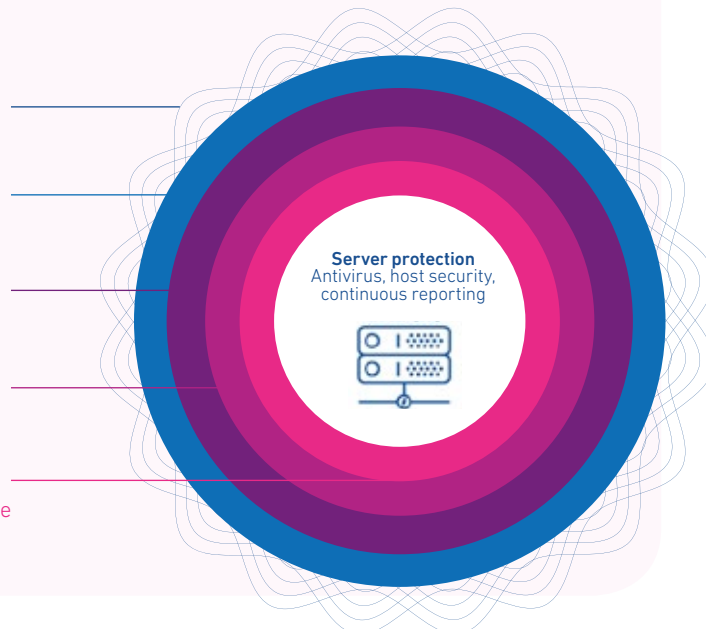 Server protection
Antivirus, host security,
continuous reporting
e